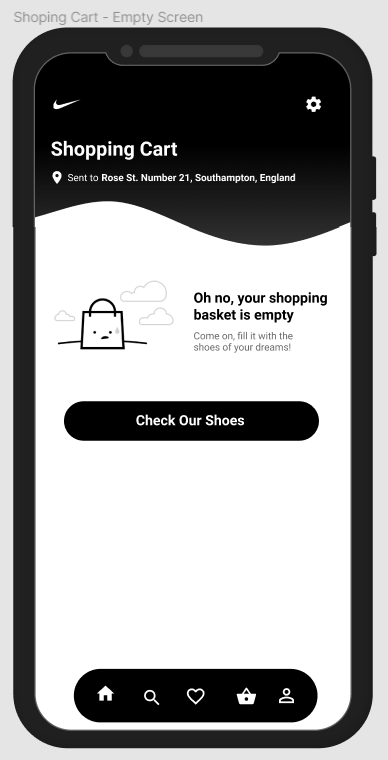 Shoping Cart - Empty Screen
Shopping Cart
Sent to Rose St. Number 21, Southampton, England
Oh no, your shopping
basket is empty
Come on, fill it with the
shoes of your dreams!
Check Our Shoes